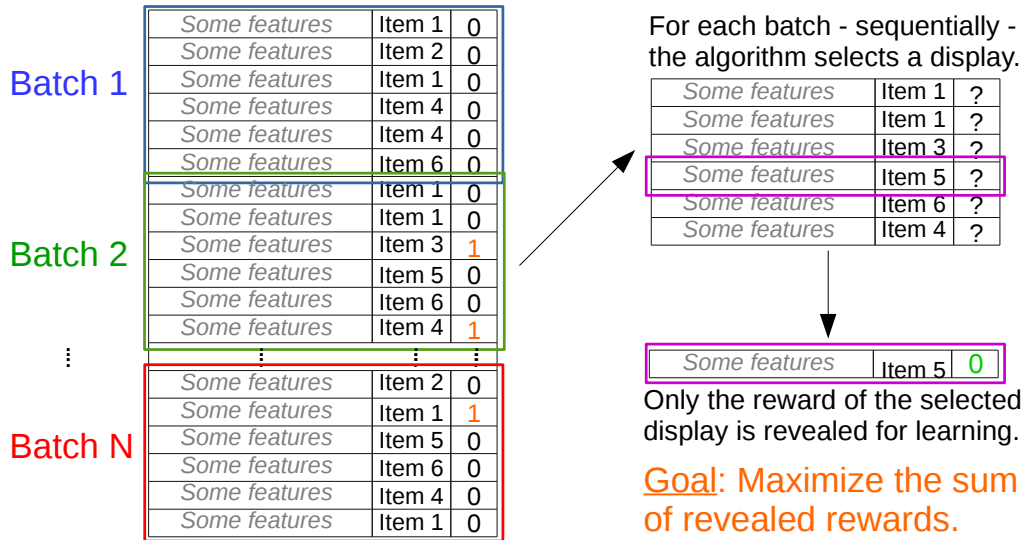 Batch 1
Some features Item 1 0
Some features Item 2 0
Some features Item 1 0
Some features Item 4 0
Some features Item 4 0
Some features Item 6 0
Batch 2
Some features Item 1 0
Some features Item 1 0
Some features Item 3 1
Some features Item 5 0
Some features Item 6 0
Some features Item 4 1
Batch N
Some features Item 2 0
Some features Item 1 1
Some features Item 5 0
Some features Item 6 0
Some features Item 4 0
Some features Item 1 0
For each batch - sequentially -
the algorithm selects a display.
Some features Item 1 ?
Some features Item 1 ?
Some features Item 3 ?
Some features Item 5 ?
Some features Item 6 ?
Some features Item 4 ?
Some features Item 5 0
Only the reward of the selected
display is revealed for learning.
Goal: Maximize the sum
of revealed rewards.